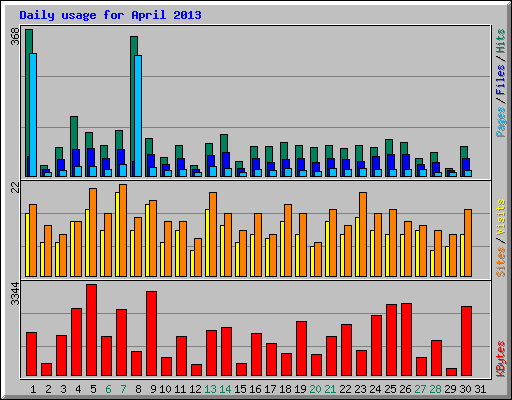 Daily usage for April 2013
368
Pages / Files / Hits
22
Sites / Visits
3344
KBytes
1 2 3 4 5 6 7 8 9 10 11 12 13 14 15 16 17 18 19 20 21 22 23 24 25 26 27 28 29 30 31